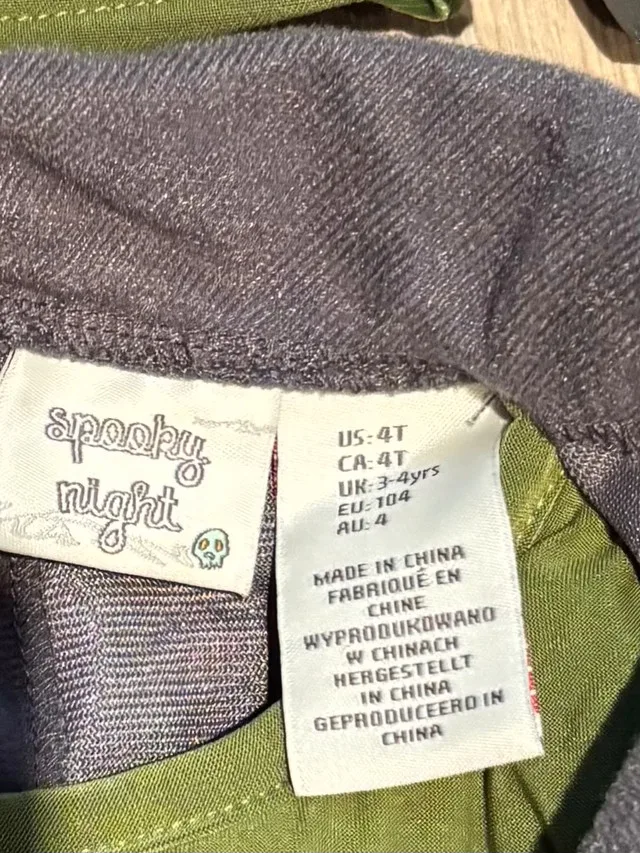 spooky
night
US: 4T
CA: 4T
UK: 3-4yrs
EU: 104
AU: 4
MADE IN CHINA
FABRIQUÉ EN
CHINE
WYPRODUKOWANO
W CHINACH
HERGESTELLT
IN CHINA
GEPRODUCEERD IN
CHINA